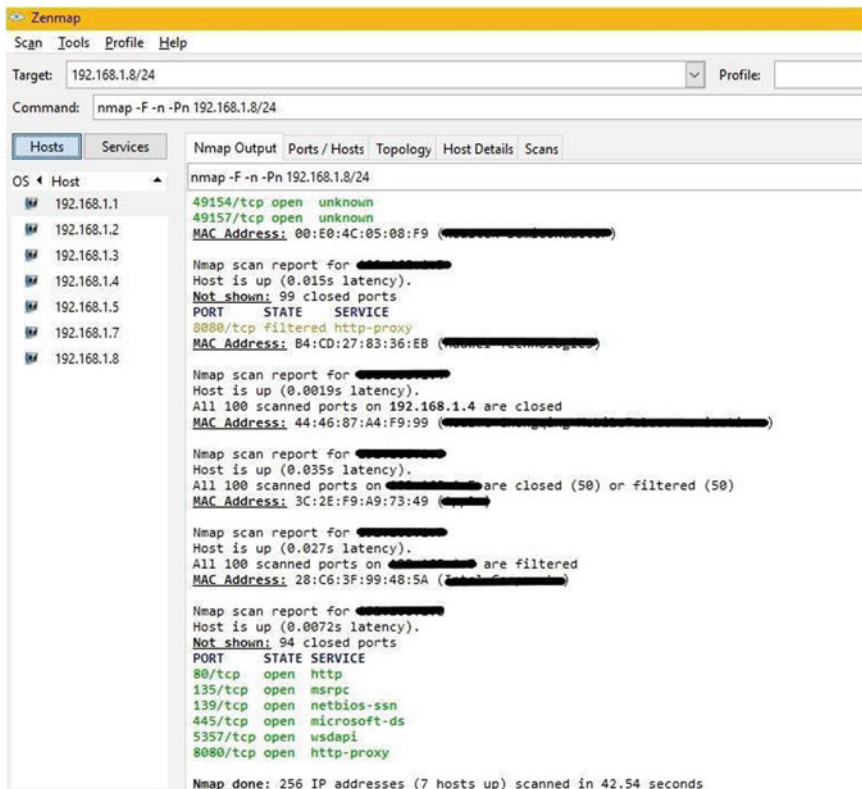 Zenmap
Scan Tools Profile Help
Target: 192.168.1.8/24 Profile:
Command: nmap -F -n -Pn 192.168.1.8/24
Hosts Services
Nmap Output Ports / Hosts Topology Host Details Scans
OS Host
192.168.1.1
192.168.1.2
192.168.1.3
192.168.1.4
192.168.1.5
192.168.1.7
192.168.1.8
nmap -F -n -Pn 192.168.1.8/24
49154/tcp open unknown
49157/tcp open unknown
MAC Address: 00:E0:4C:05:08:F9 ( )
Nmap scan report for
Host is up (0.015s latency).
Not shown: 99 closed ports
PORT STATE SERVICE
8080/tcp filtered http-proxy
MAC Address: B4:CD:27:83:36:EB ( )
Nmap scan report for
Host is up (0.0019s latency).
All 100 scanned ports on 192.168.1.4 are closed
MAC Address: 44:46:87:A4:F9:99 ( )
Nmap scan report for
Host is up (0.035s latency).
All 100 scanned ports on are closed (50) or filtered (50)
MAC Address: 3C:2E:F9:A9:73:49 ( )
Nmap scan report for
Host is up (0.027s latency).
All 100 scanned ports on are filtered
MAC Address: 28:C6:3F:99:48:5A ( )
Nmap scan report for
Host is up (0.0072s latency).
Not shown: 94 closed ports
PORT STATE SERVICE
80/tcp open http
135/tcp open msrpc
139/tcp open netbios-ssn
445/tcp open microsoft-ds
5357/tcp open wsdapi
8080/tcp open http-proxy
Nmap done: 256 IP addresses (7 hosts up) scanned in 42.54 seconds